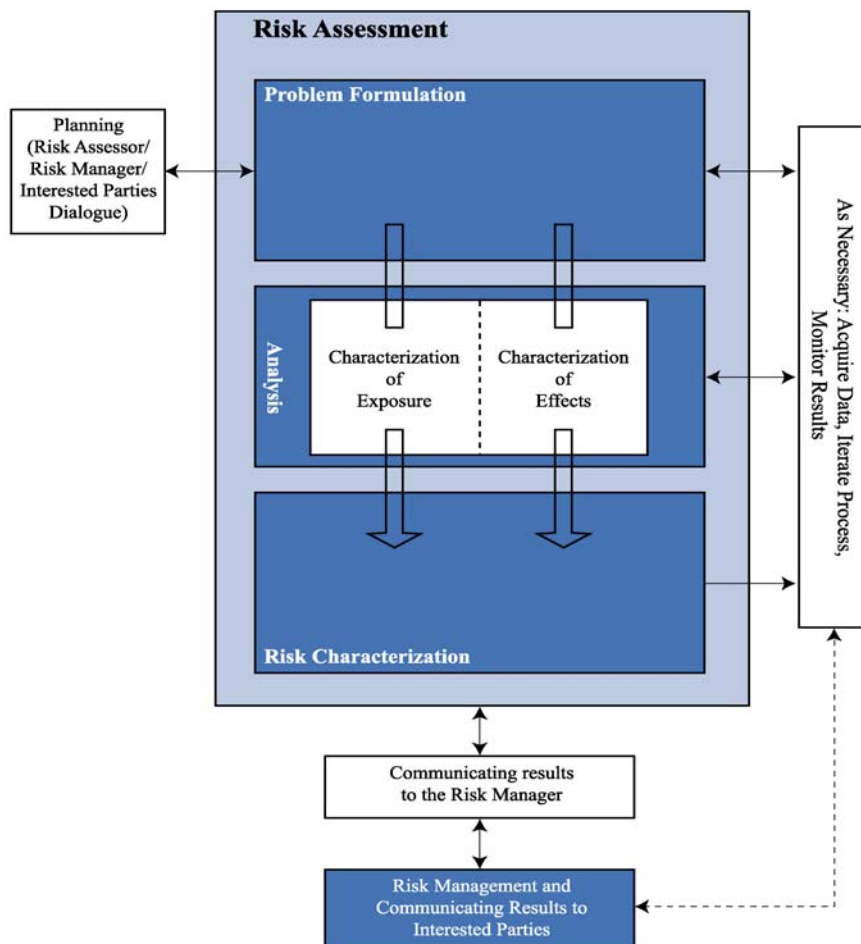 Risk Assessment
Problem Formulation
Planning
(Risk Assessor/
Risk Manager/
Interested Parties
Dialogue)
As Necessary: Acquire Data, Iterate Process,
Monitor Results
Analysis
Characterization
of
Exposure
Characterization
of
Effects
Risk Characterization
Communicating results
to the Risk Manager
Risk Management and
Communicating Results to
Interested Parties